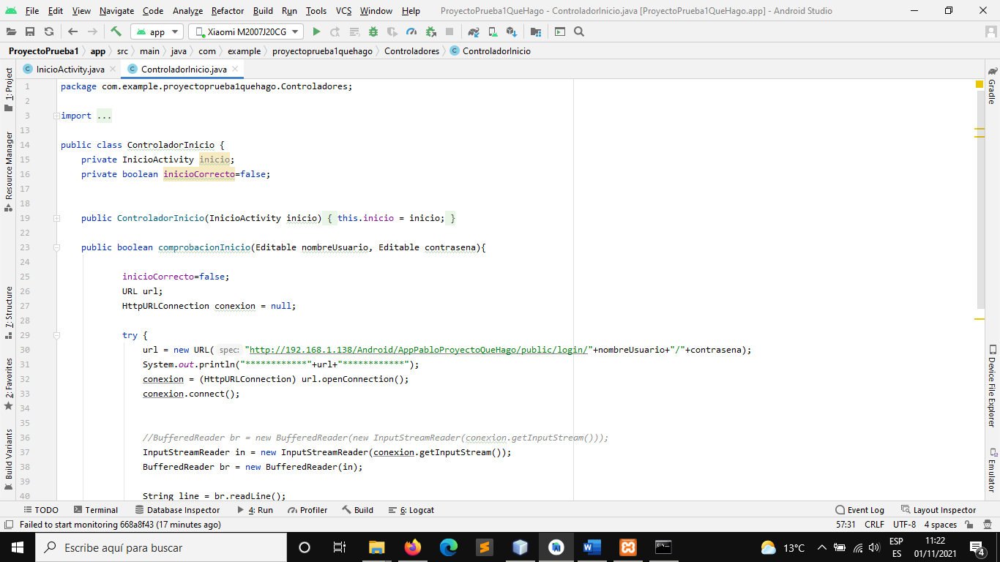 File Edit View Navigate Code Analyze Refactor Build Run Tools VCS Window Help ProyectoPrueba1QueHago - ControladorInicio.java [ProyectoPrueba1QueHago.app] - Android Studio
app Xiaomi M2007J20CG
ProyectoPrueba1 app src main java com example proyectoprueba1quehago Controladores ControladorInicio
InicioActivity.java ControladorInicio.java
1: Project
Resource Manager
7: Structure
2: Favorites
Build Variants
1 package com.example.proyectoprueba1quehago.Controladores;
2
3 import ...
13
14 public class ControladorInicio {
15 private InicioActivity inicio;
16 private boolean inicioCorrecto=false;
17
18
19 public ControladorInicio(InicioActivity inicio) { this.inicio = inicio; }
22
23 public boolean comprobacionInicio(Editable nombreUsuario, Editable contrasena){
24
25 inicioCorrecto=false;
26 URL url;
27 HttpURLConnection conexion = null;
28
29 try {
30 url = new URL( spec: "http://192.168.1.138/Android/AppPabloProyectoQueHago/public/login/"+nombreUsuario+"/"+contrasena);
31 System.out.println("************"+url+"************");
32 conexion = (HttpURLConnection) url.openConnection();
33 conexion.connect();
34
35
36 //BufferedReader br = new BufferedReader(new InputStreamReader(conexion.getInputStream()));
37 InputStreamReader in = new InputStreamReader(conexion.getInputStream());
38 BufferedReader br = new BufferedReader(in);
39
40 String line = br.readLine();
Gradle
Device File Explorer
Emulator
TODO Terminal Database Inspector 4: Run Profiler Build 6: Logcat Event Log Layout Inspector
Failed to start monitoring 668a8f43 (17 minutes ago) 57:31 CRLF UTF-8 4 spaces
Escribe aquí para buscar 13°C ESP 11:22
ES 01/11/2021 4